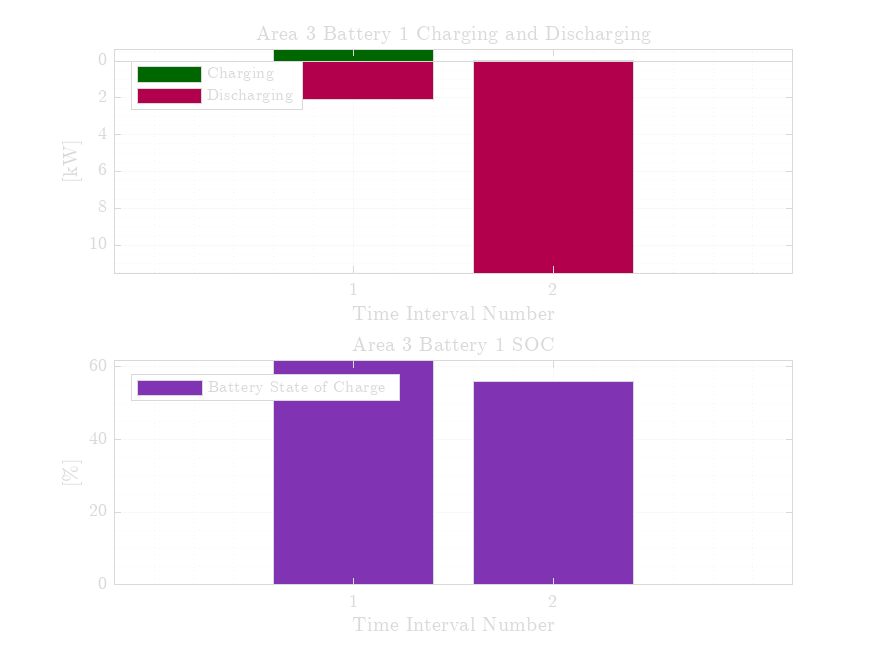 Area 3 Battery 1 Charging and Discharging
0
2
4
6
8
10
[kW]
Charging
Discharging
1
2
Time Interval Number
Area 3 Battery 1 SOC
60
40
20
0
[%]
Battery State of Charge
1
2
Time Interval Number